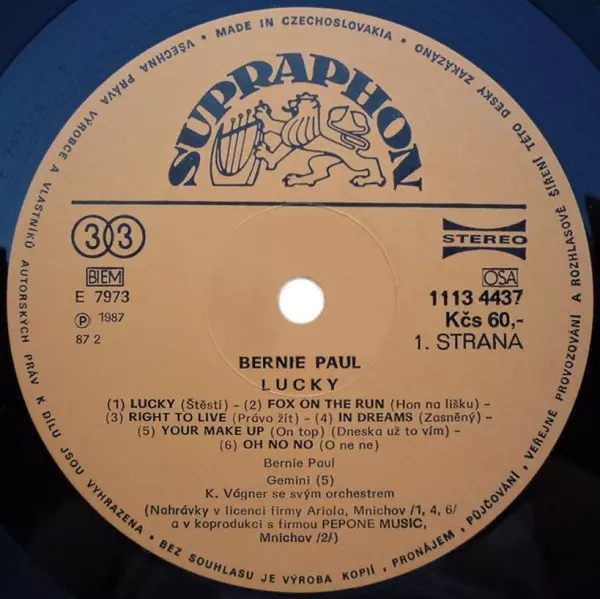 MADE IN CZECHOSLOVAKIA • VŠECHNA PRÁVA VÝROBCE A VLASTNÍKŮ AUTORSKÝCH PRÁV K DÍLU JSOU VYHRAZENA • BEZ SOUHLASU JE VÝROBA KOPIÍ, PRONÁJEM, PŮJČOVÁNÍ, VEŘEJNÉ PROVOZOVÁNÍ A ROZHLASOVÉ ŠÍŘENÍ TÉTO DESKY ZAKÁZÁNO •
SUPRAPHON
33
STEREO
BIEM
OSA
E 7973
1113 4437
Ⓟ 1987
Kčs 60,-
87 2
1. STRANA
BERNIE PAUL
LUCKY
(1) LUCKY (Štěstí) – (2) FOX ON THE RUN (Hon na lišku) –
(3) RIGHT TO LIVE (Právo žít) – (4) IN DREAMS (Zasněný) –
(5) YOUR MAKE UP (On top) (Dneska už to vím) –
(6) OH NO NO (O ne ne)
Bernie Paul
Gemini (5)
K. Vágner se svým orchestrem
(Nahrávky v licenci firmy Ariola, Mnichov /1, 4, 6/
a v koprodukci s firmou PEPONE MUSIC,
Mnichov /2/)